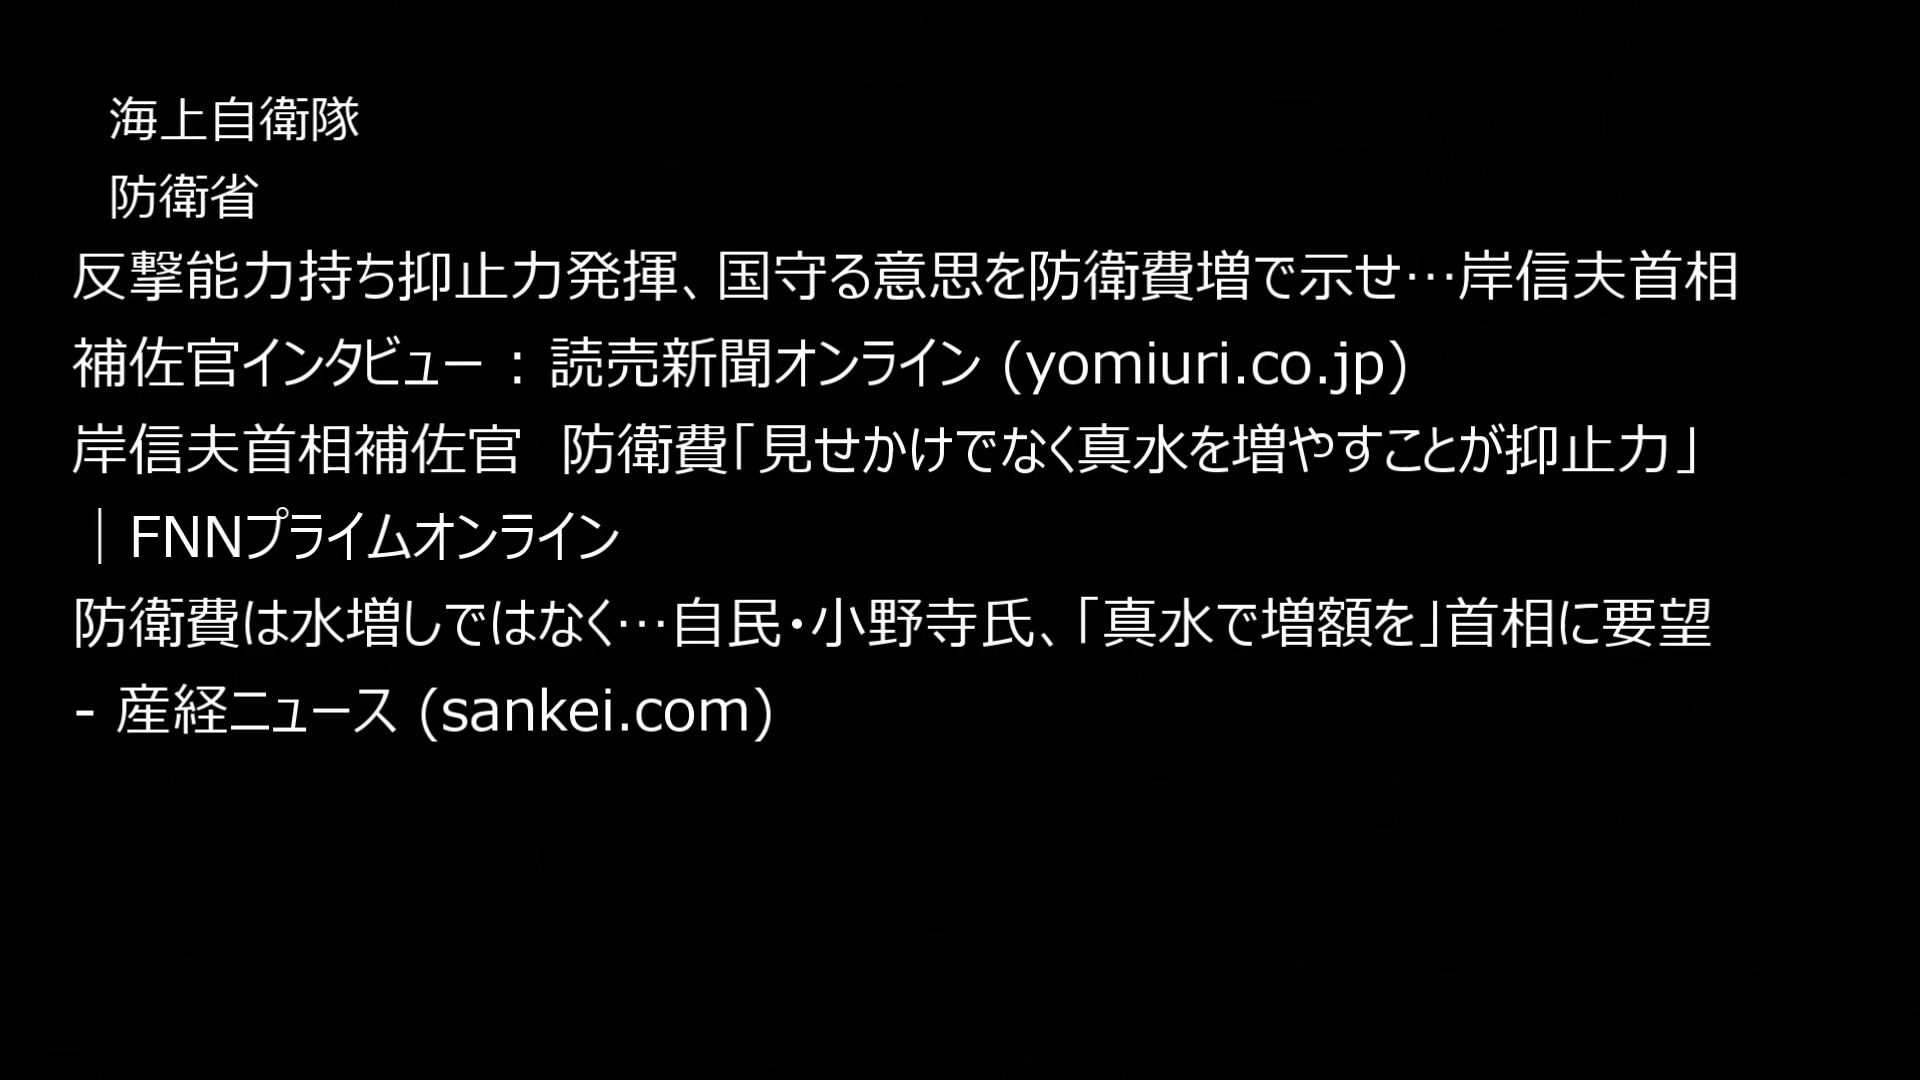 海上自衛隊
防衛省
反撃能力持ち抑止力発揮、国守る意思を防衛費増で示せ…岸信夫首相
補佐官インタビュー : 読売新聞オンライン (yomiuri.co.jp)
岸信夫首相補佐官　防衛費「見せかけでなく真水を増やすことが抑止力」
｜FNNプライムオンライン
防衛費は水増しではなく…自民・小野寺氏、「真水で増額を」首相に要望
- 産経ニュース (sankei.com)